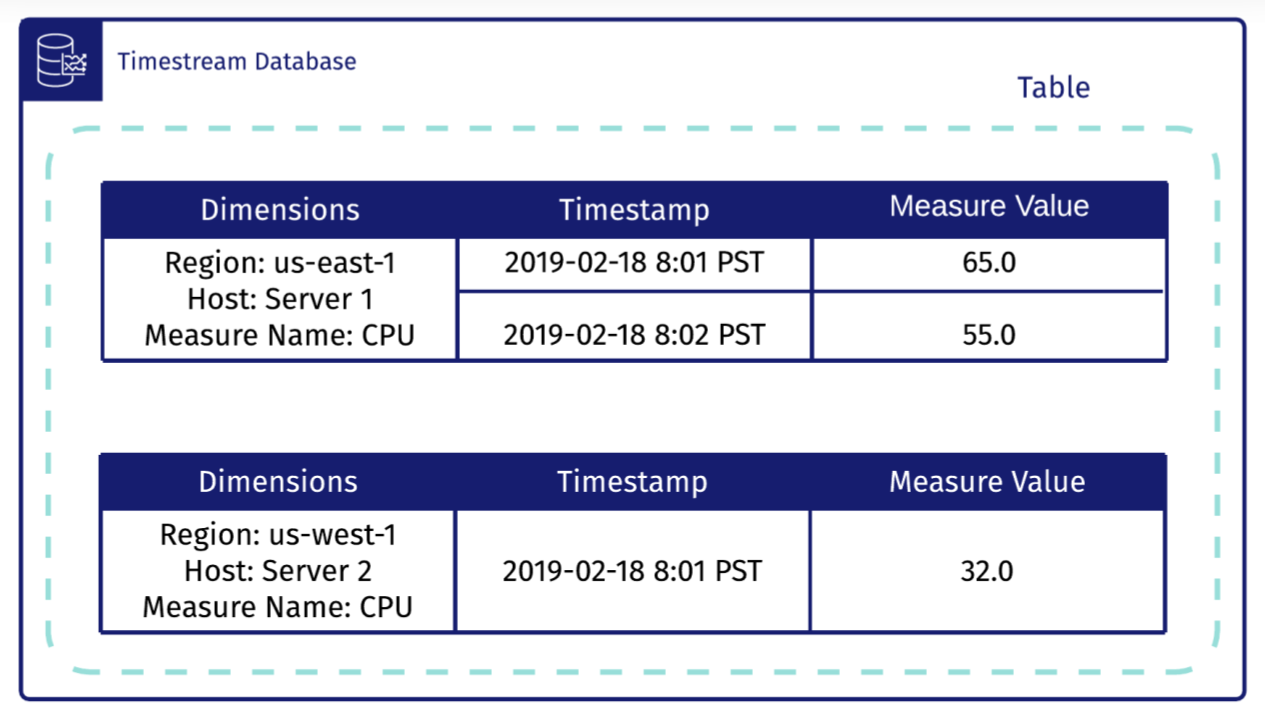 Timestream Database
Table
Dimensions Timestamp Measure Value
Region: us-east-1
Host: Server 1
Measure Name: CPU
2019-02-18 8:01 PST 65.0
2019-02-18 8:02 PST 55.0
Dimensions Timestamp Measure Value
Region: us-west-1
Host: Server 2
Measure Name: CPU
2019-02-18 8:01 PST 32.0